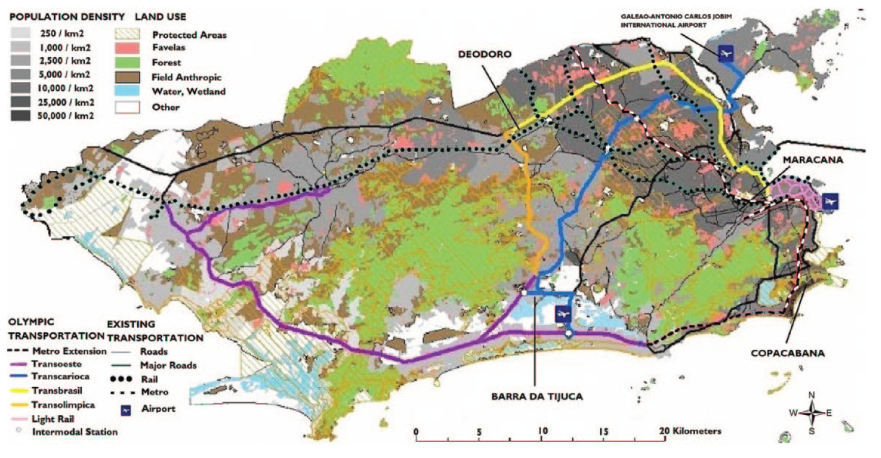 POPULATION DENSITY
250 / km2
1,000 / km2
2,500 / km2
5,000 / km2
10,000 / km2
25,000 / km2
50,000 / km2
LAND USE
Protected Areas
Favelas
Forest
Field Anthropic
Water, Wetland
Other
GALEAO-ANTONIO CARLOS JOBIM
INTERNATIONAL AIRPORT
DEODORO
MARACANA
COPACABANA
BARRA DA TIJUCA
OLYMPIC
TRANSPORTATION
Metro Extension
Transoeste
Transcarioca
Transbrasil
Transolimpica
Light Rail
Intermodal Station
EXISTING
TRANSPORTATION
Roads
Major Roads
Rail
Metro
Airport
0 5 10 15 20 Kilometers
N
W E
S